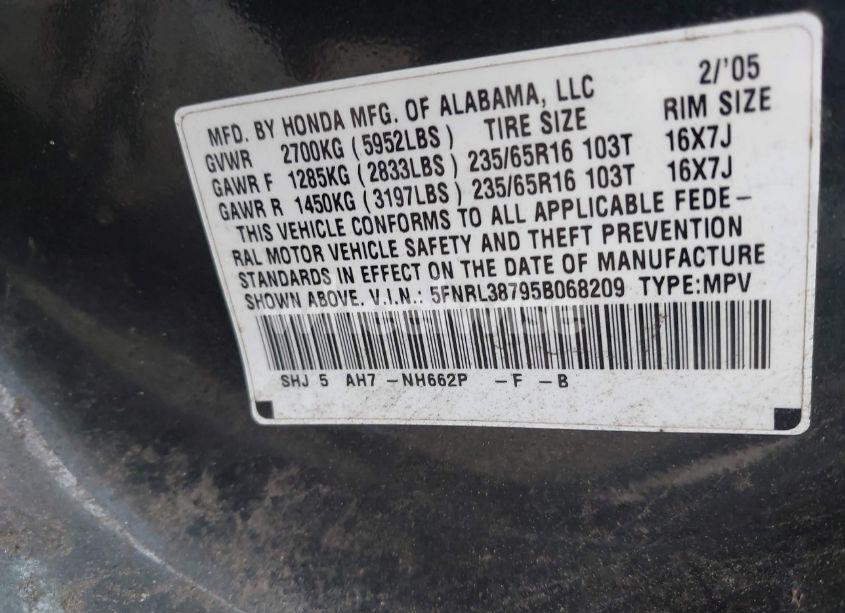 2/'05
MFD. BY HONDA MFG. OF ALABAMA, LLC
GVWR 2700KG (5952LBS) TIRE SIZE RIM SIZE
GAWR F 1285KG (2833LBS) 235/65R16 103T 16X7J
GAWR R 1450KG (3197LBS) 235/65R16 103T 16X7J
THIS VEHICLE CONFORMS TO ALL APPLICABLE FEDE-
RAL MOTOR VEHICLE SAFETY AND THEFT PREVENTION
STANDARDS IN EFFECT ON THE DATE OF MANUFACTURE
SHOWN ABOVE. V.I.N.: 5FNRL38795B068209 TYPE:MPV
SHJ 5 AH7 -NH662P -F -B